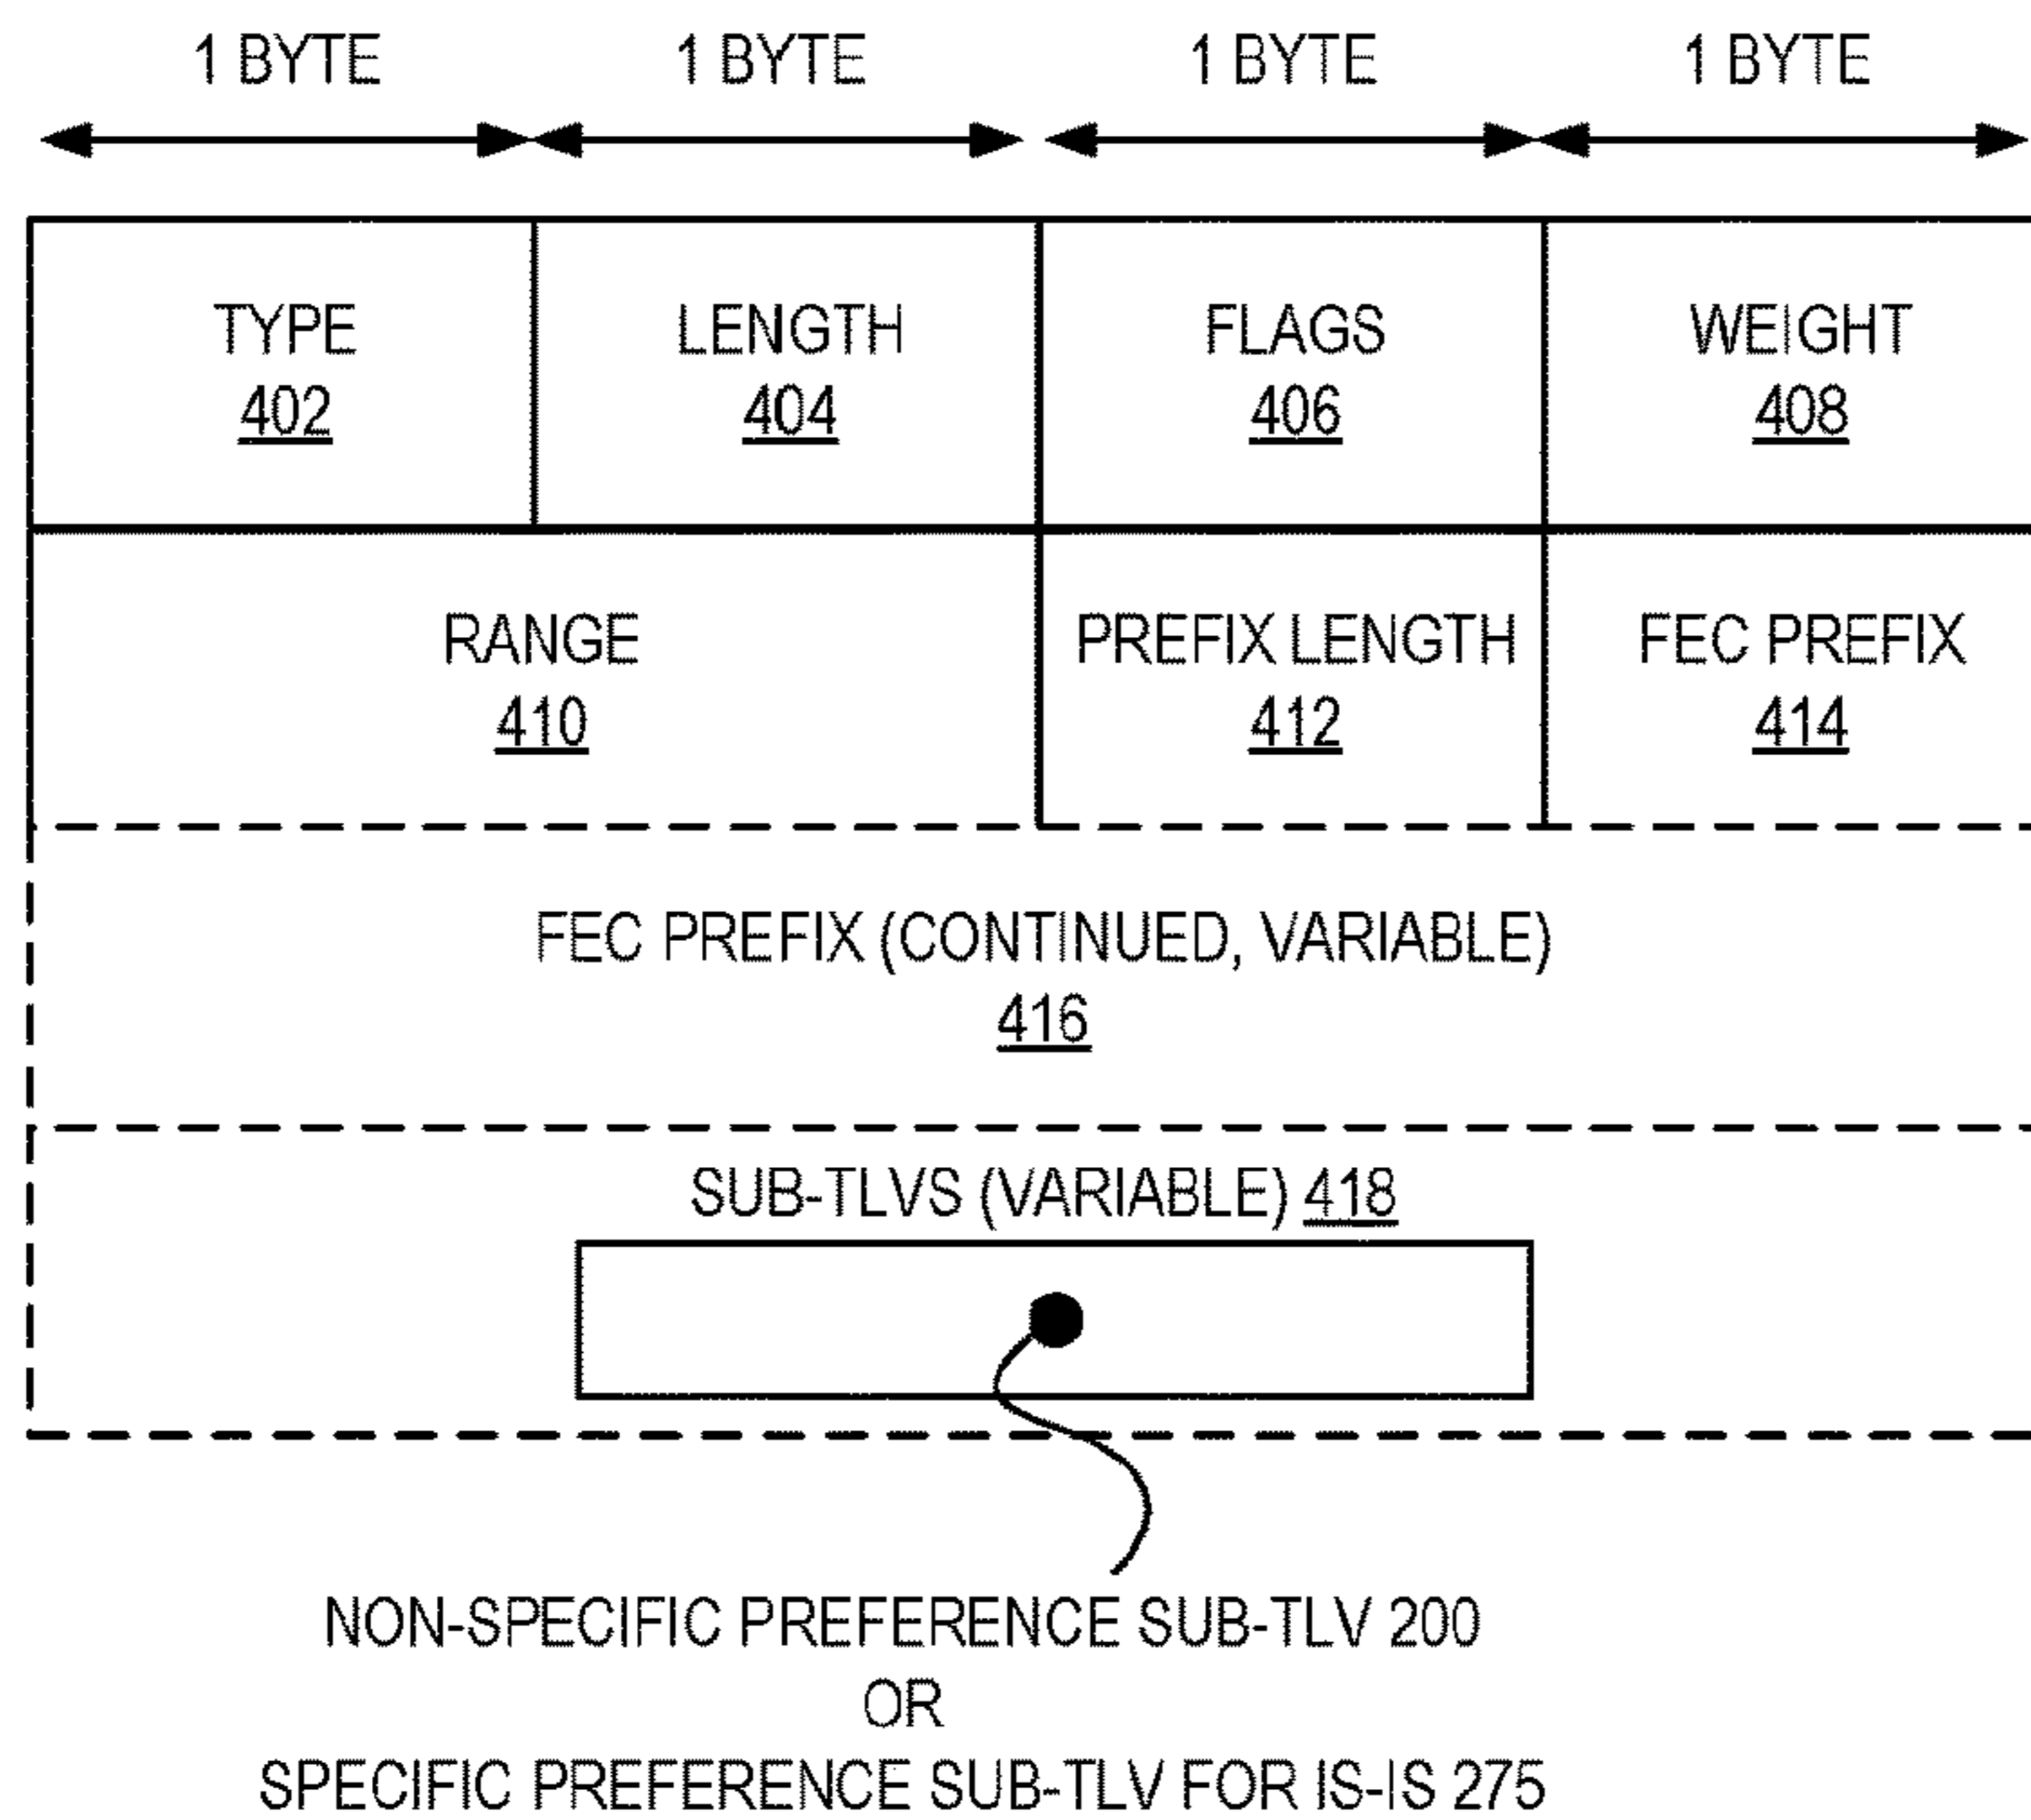 1 BYTE 1 BYTE 1 BYTE 1 BYTE
TYPE LENGTH FLAGS WEIGHT
402 404 406 408
RANGE PREFIX LENGTH FEC PREFIX
410 412 414
FEC PREFIX (CONTINUED, VARIABLE)
416
SUB-TLVS (VARIABLE) 418
NON-SPECIFIC PREFERENCE SUB-TLV 200
OR
SPECIFIC PREFERENCE SUB-TLV FOR IS-IS 275